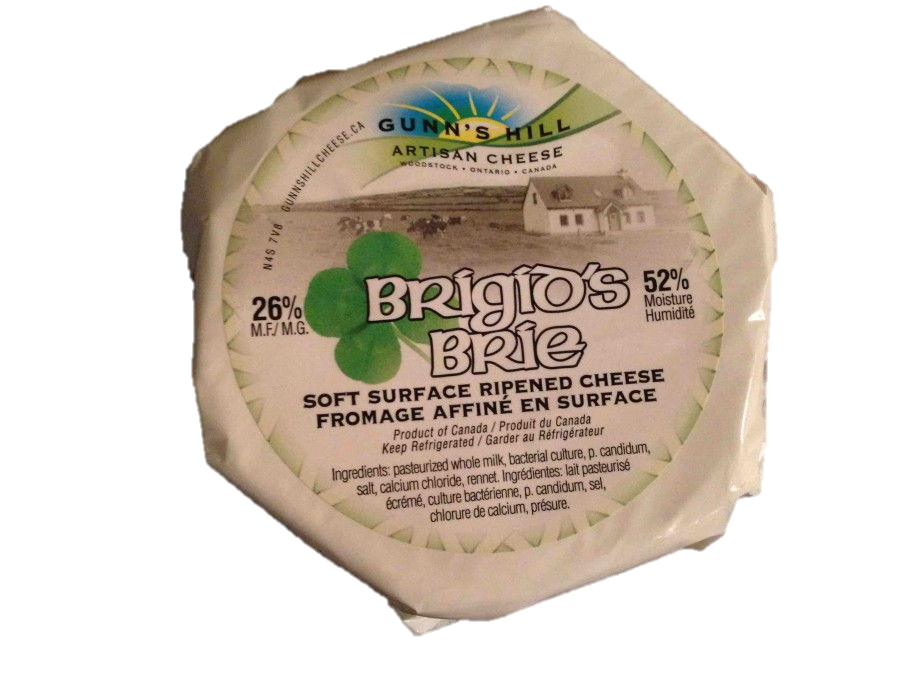 GUNN'S HILL
ARTISAN CHEESE
WOODSTOCK • ONTARIO • CANADA
N4S 7V8 GUNNSHILLCHEESE.CA
26%
M.F./ M.G.
BRIGID'S
BRIE
52%
Moisture
Humidité
SOFT SURFACE RIPENED CHEESE
FROMAGE AFFINÉ EN SURFACE
Product of Canada / Produit du Canada
Keep Refrigerated / Garder au Réfrigérateur
Ingredients: pasteurized whole milk, bacterial culture, p. candidum,
salt, calcium chloride, rennet. Ingrédientes: lait pasteurisé
écrémé, culture bactérienne, p. candidum, sel,
chlorure de calcium, présure.